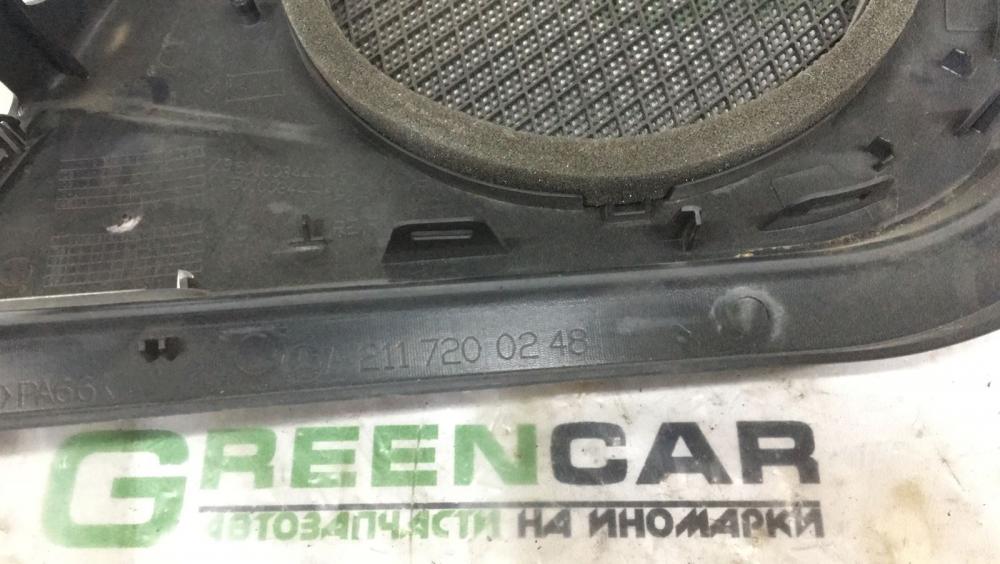 A 211 720 02 48
>PA66<
GREENCAR
АВТОЗАПЧАСТИ НА ИНОМАРКИ